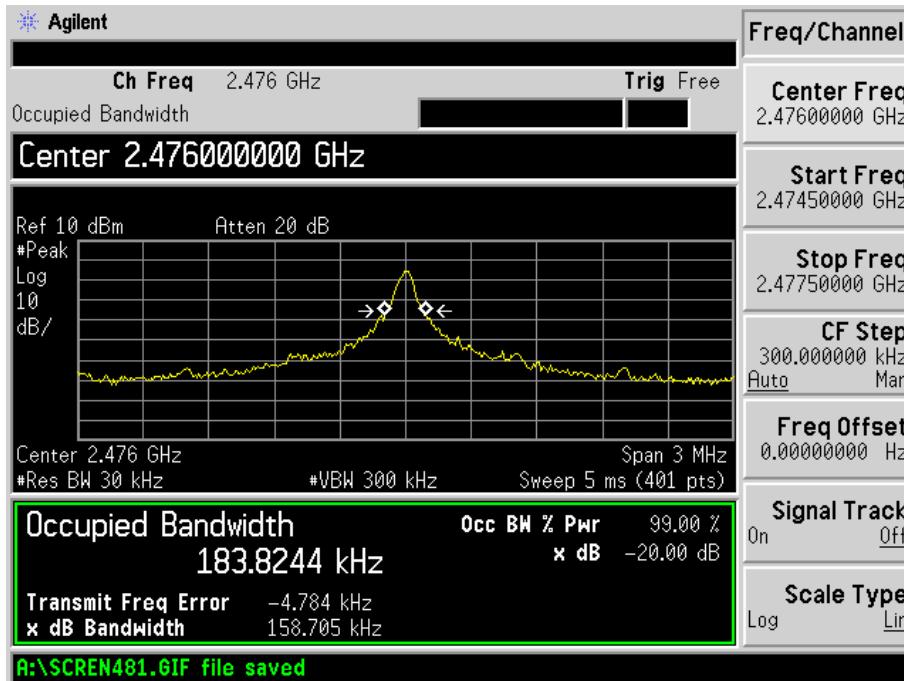 Agilent
Ch Freq 2.476 GHz Trig Free
Occupied Bandwidth
Center 2.476000000 GHz
Ref 10 dBm Atten 20 dB
#Peak
Log
10
dB/
Center 2.476 GHz Span 3 MHz
#Res BW 30 kHz #VBW 300 kHz Sweep 5 ms (401 pts)
Occupied Bandwidth Occ BW % Pwr 99.00 %
183.8244 kHz x dB -20.00 dB
Transmit Freq Error -4.784 kHz
x dB Bandwidth 158.705 kHz
A:\SCREN481.GIF file saved
Freq/Channel
Center Freq
2.47600000 GHz
Start Freq
2.47450000 GHz
Stop Freq
2.47750000 GHz
CF Step
300.000000 kHz
Auto Man
Freq Offset
0.00000000 Hz
Signal Track
On Off
Scale Type
Log Lin